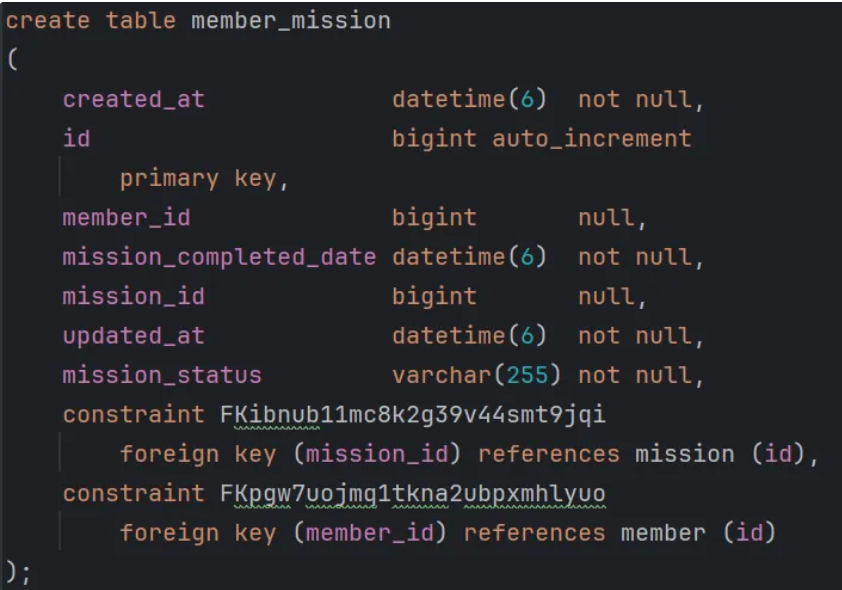 create table member_mission
(
    created_at             datetime(6)  not null,
    id                     bigint auto_increment
        primary key,
    member_id              bigint       null,
    mission_completed_date datetime(6)  not null,
    mission_id             bigint       null,
    updated_at             datetime(6)  not null,
    mission_status         varchar(255) not null,
    constraint FKibnub11mc8k2g39v44smt9jqi
        foreign key (mission_id) references mission (id),
    constraint FKpgw7uojmq1tkna2ubpxmhlyuo
        foreign key (member_id) references member (id)
);